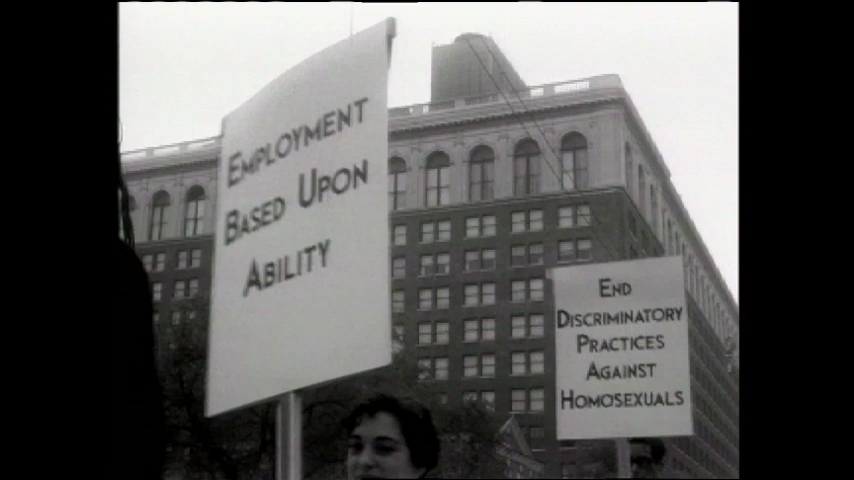 EMPLOYMENT
BASED UPON
ABILITY
END
DISCRIMINATORY
PRACTICES
AGAINST
HOMOSEXUALS